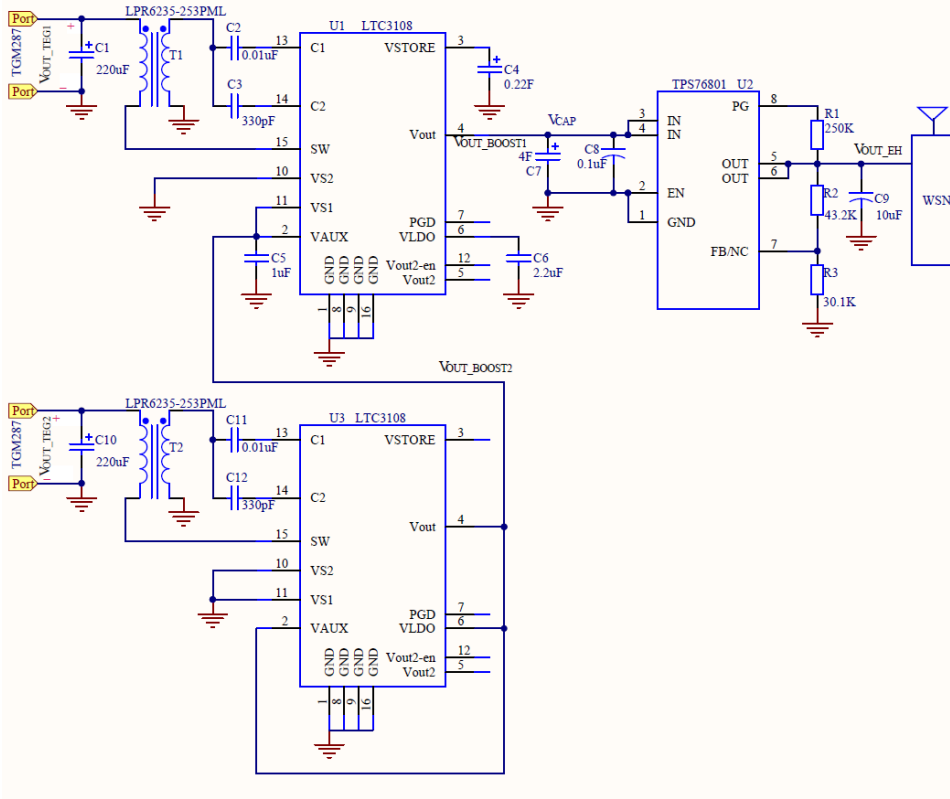 Port
LPR6235-253PML
TGM287
VOUT_TEG1
+
C1
220uF
−
Port
T1
C2
0.01uF
C3
330pF
U1 LTC3108
13 C1
14 C2
15 SW
10 VS2
11 VS1
2 VAUX
C5
1uF
VSTORE 3
C4
0.22F
Vout 4
VOUT_BOOST1
PGD 7
VLDO 6
Vout2-en 12
Vout2 5
C6
2.2uF
GND GND GND GND
1 8 9 16
VCAP
4F
C7
C8
0.1uF
TPS76801 U2
3 IN
4 IN
2 EN
1 GND
PG 8
OUT 5
OUT 6
FB/NC 7
R1
250K
R2
43.2K
R3
30.1K
VOUT_EH
C9
10uF
WSN
VOUT_BOOST2
Port
LPR6235-253PML
TGM287
VOUT_TEG2
+
C10
220uF
−
Port
T2
C11
0.01uF
C12
330pF
U3 LTC3108
13 C1
14 C2
15 SW
10 VS2
11 VS1
2 VAUX
VSTORE 3
Vout 4
PGD 7
VLDO 6
Vout2-en 12
Vout2 5
GND GND GND GND
1 8 9 16